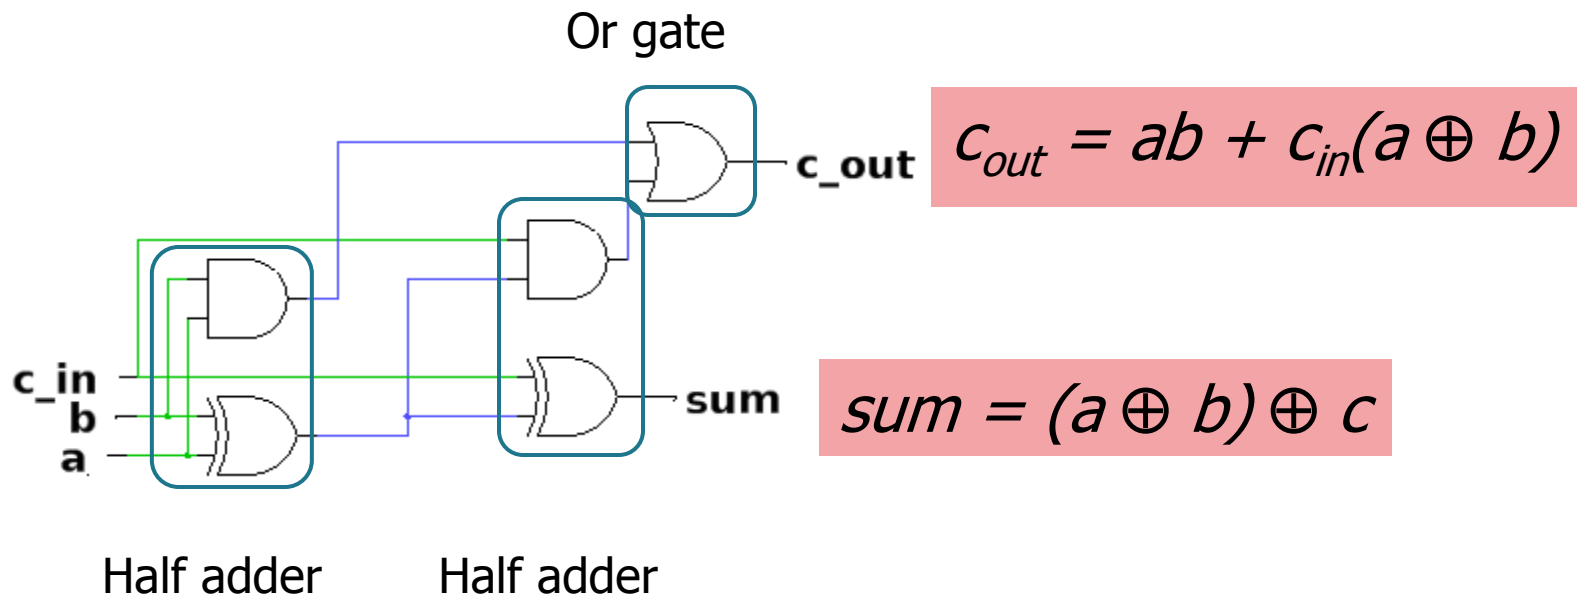 Or gate
c_out
c_out = ab + c_in(a ⊕ b)
c_in
b
a
sum
sum = (a ⊕ b) ⊕ c
Half adder
Half adder